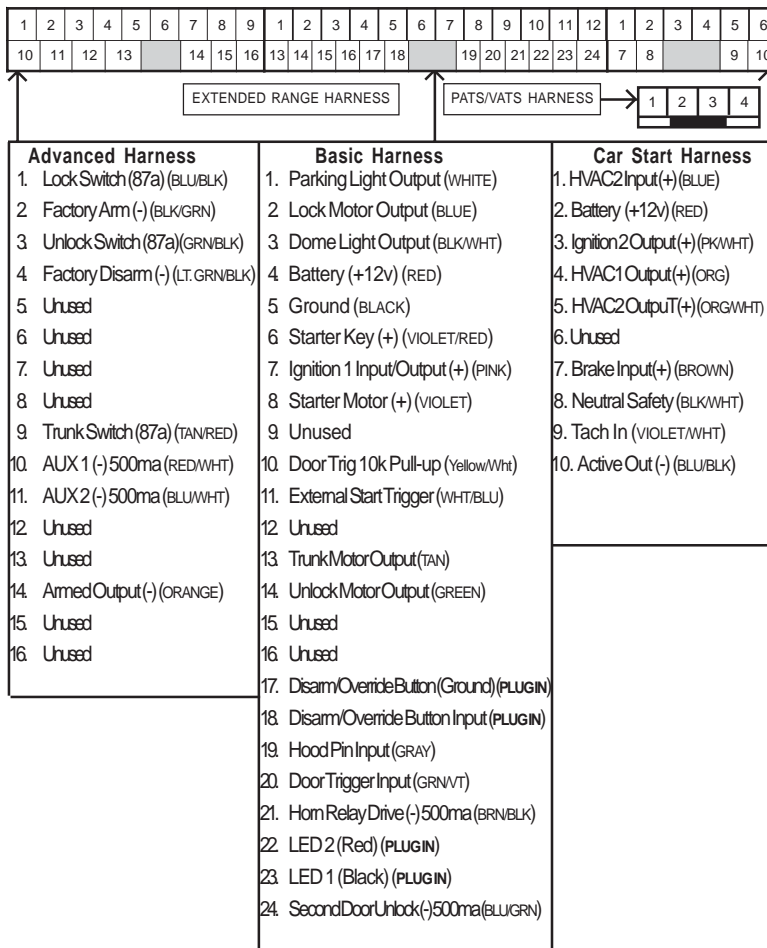 1 2 3 4 5 6 7 8 9 1 2 3 4 5 6 7 8 9 10 11 12 1 2 3 4 5 6
10 11 12 13 14 15 16 13 14 15 16 17 18 19 20 21 22 23 24 7 8 9 10
EXTENDED RANGE HARNESS
PATS/VATS HARNESS
1 2 3 4
Advanced Harness
1. Lock Switch (87a) (BLU/BLK)
2. Factory Arm (-) (BLK/GRN)
3. Unlock Switch (87a) (GRN/BLK)
4. Factory Disarm (-) (LT. GRN/BLK)
5. Unused
6. Unused
7. Unused
8. Unused
9. Trunk Switch (87a) (TAN/RED)
10. AUX 1 (-) 500ma (RED/WHT)
11. AUX 2 (-) 500ma (BLU/WHT)
12. Unused
13. Unused
14. Armed Output (-) (ORANGE)
15. Unused
16. Unused
Basic Harness
1. Parking Light Output (WHITE)
2. Lock Motor Output (BLUE)
3. Dome Light Output (BLK/WHT)
4. Battery (+12v) (RED)
5. Ground (BLACK)
6. Starter Key (+) (VIOLET/RED)
7. Ignition 1 Input/Output (+) (PINK)
8. Starter Motor (+) (VIOLET)
9. Unused
10. Door Trig 10k Pull-up (Yellow/Wht)
11. External Start Trigger (WHT/BLU)
12. Unused
13. Trunk Motor Output (TAN)
14. Unlock Motor Output (GREEN)
15. Unused
16. Unused
17. Disarm/Override Button (Ground) (PLUGIN)
18. Disarm/Override Button Input (PLUGIN)
19. Hood Pin Input (GRAY)
20. Door Trigger Input (GRN/VT)
21. Horn Relay Drive (-) 500ma (BRN/BLK)
22. LED 2 (Red) (PLUGIN)
23. LED 1 (Black) (PLUGIN)
24. Second Door Unlock (-) 500ma (BLU/GRN)
Car Start Harness
1. HVAC2 Input (+) (BLUE)
2. Battery (+12v) (RED)
3. Ignition 2 Output (+) (PK/WHT)
4. HVAC1 Output (+) (ORG)
5. HVAC2 OutpuT (+) (ORG/WHT)
6. Unused
7. Brake Input (+) (BROWN)
8. Neutral Safety (BLK/WHT)
9. Tach In (VIOLET/WHT)
10. Active Out (-) (BLU/BLK)